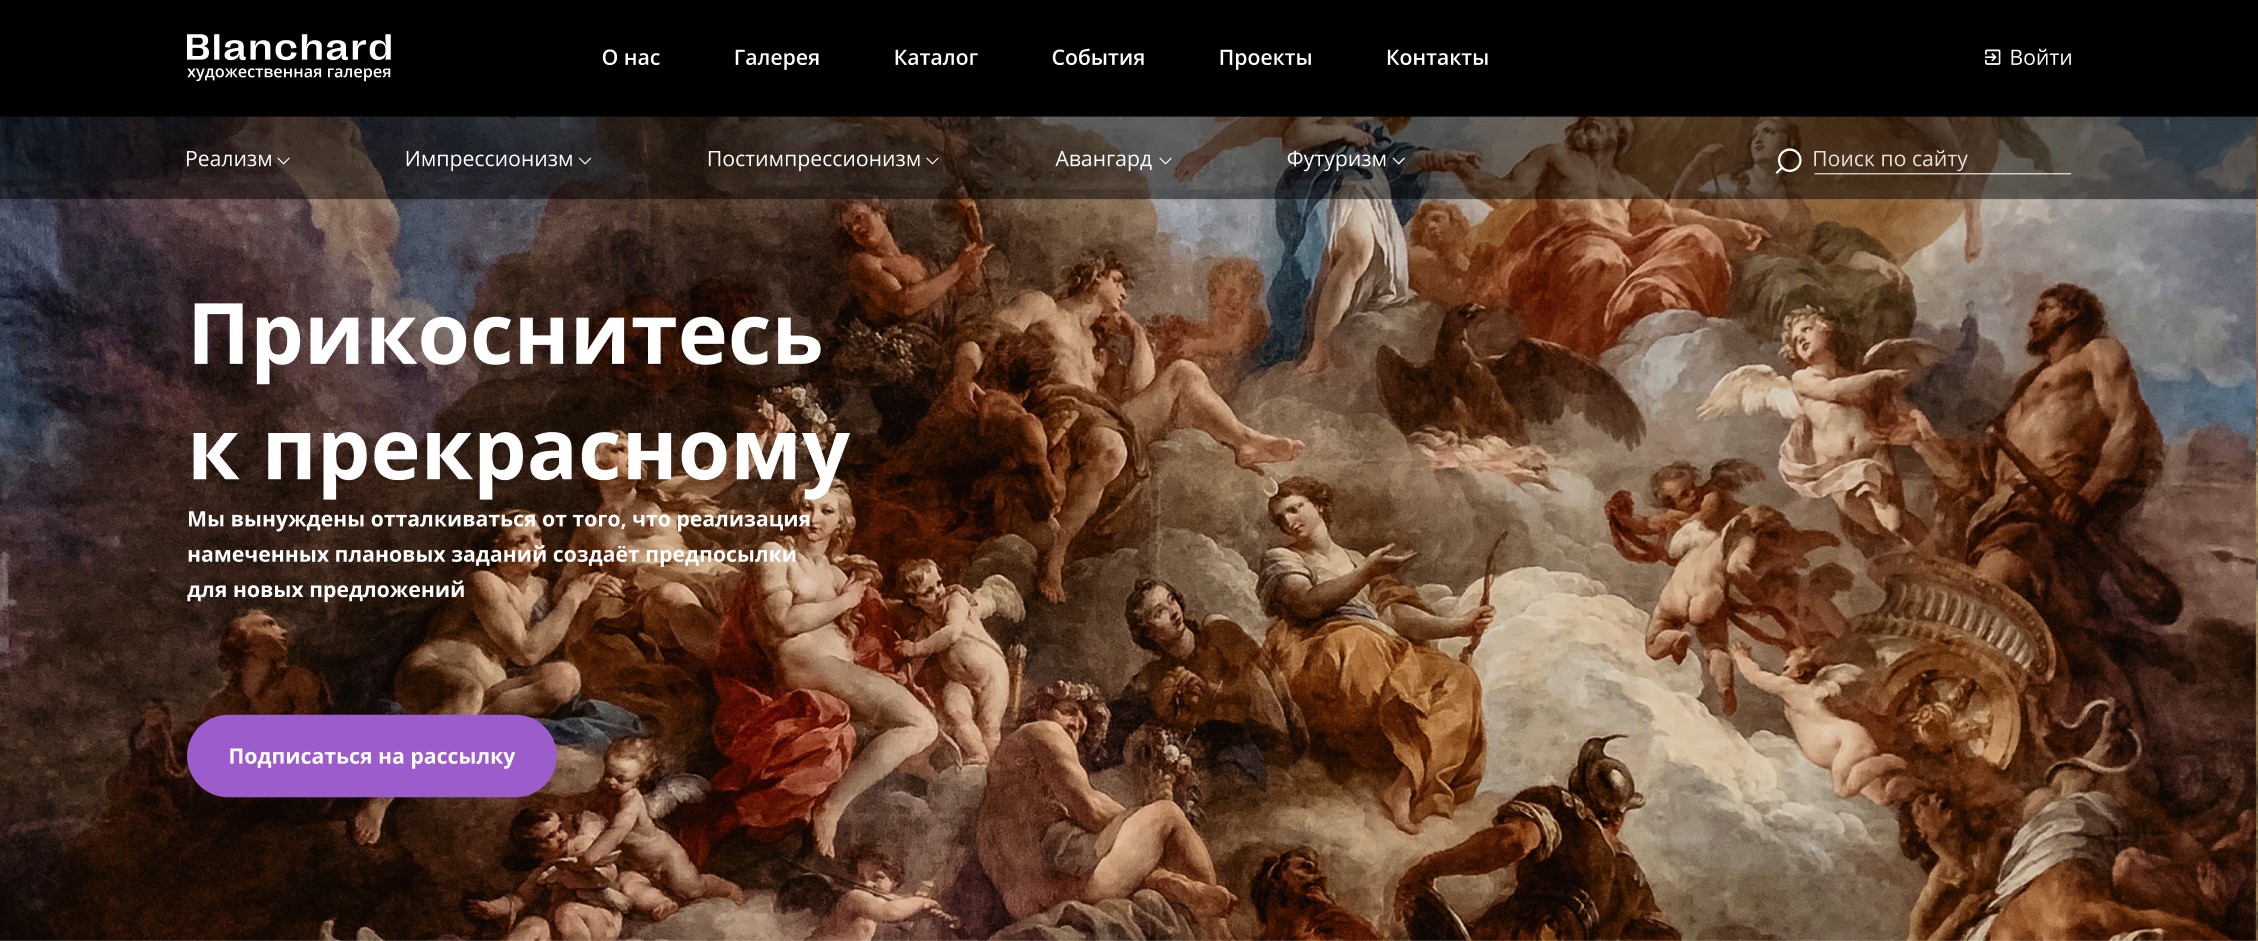 Blanchard
художественная галерея
О нас
Галерея
Каталог
События
Проекты
Контакты
Войти
Реализм
Импрессионизм
Постимпрессионизм
Авангард
Футуризм
Поиск по сайту
Прикоснитесь
к прекрасному
Мы вынуждены отталкиваться от того, что реализация
намеченных плановых заданий создаёт предпосылки
для новых предложений
Подписаться на рассылку